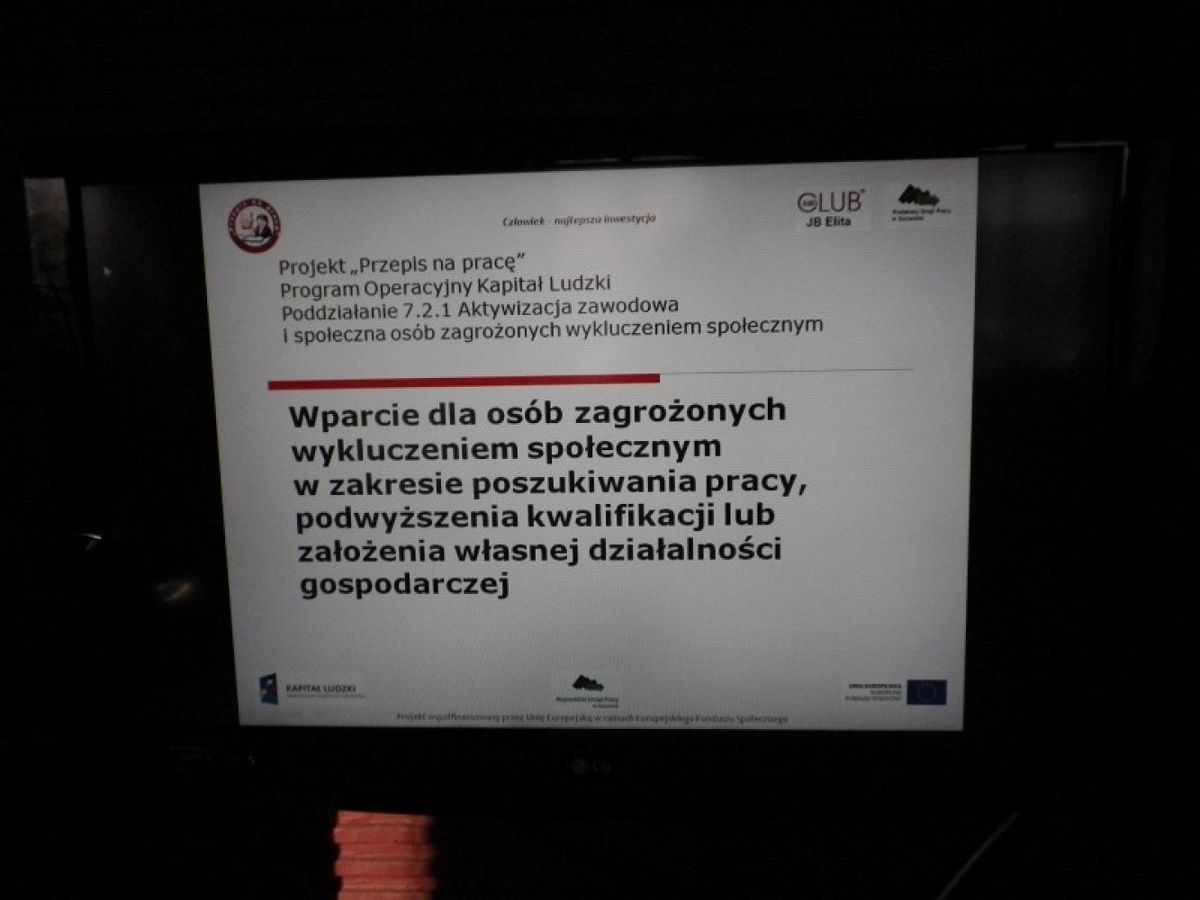 Człowiek - najlepsza inwestycja
CLUB
JB Elita
Projekt „Przepis na pracę”
Program Operacyjny Kapitał Ludzki
Poddziałanie 7.2.1 Aktywizacja zawodowa
i społeczna osób zagrożonych wykluczeniem społecznym
Wparcie dla osób zagrożonych
wykluczeniem społecznym
w zakresie poszukiwania pracy,
podwyższenia kwalifikacji lub
założenia własnej działalności
gospodarczej
KAPITAŁ LUDZKI
UNIA EUROPEJSKA
Projekt współfinansowany przez Unię Europejską w ramach Europejskiego Funduszu Społecznego
LG